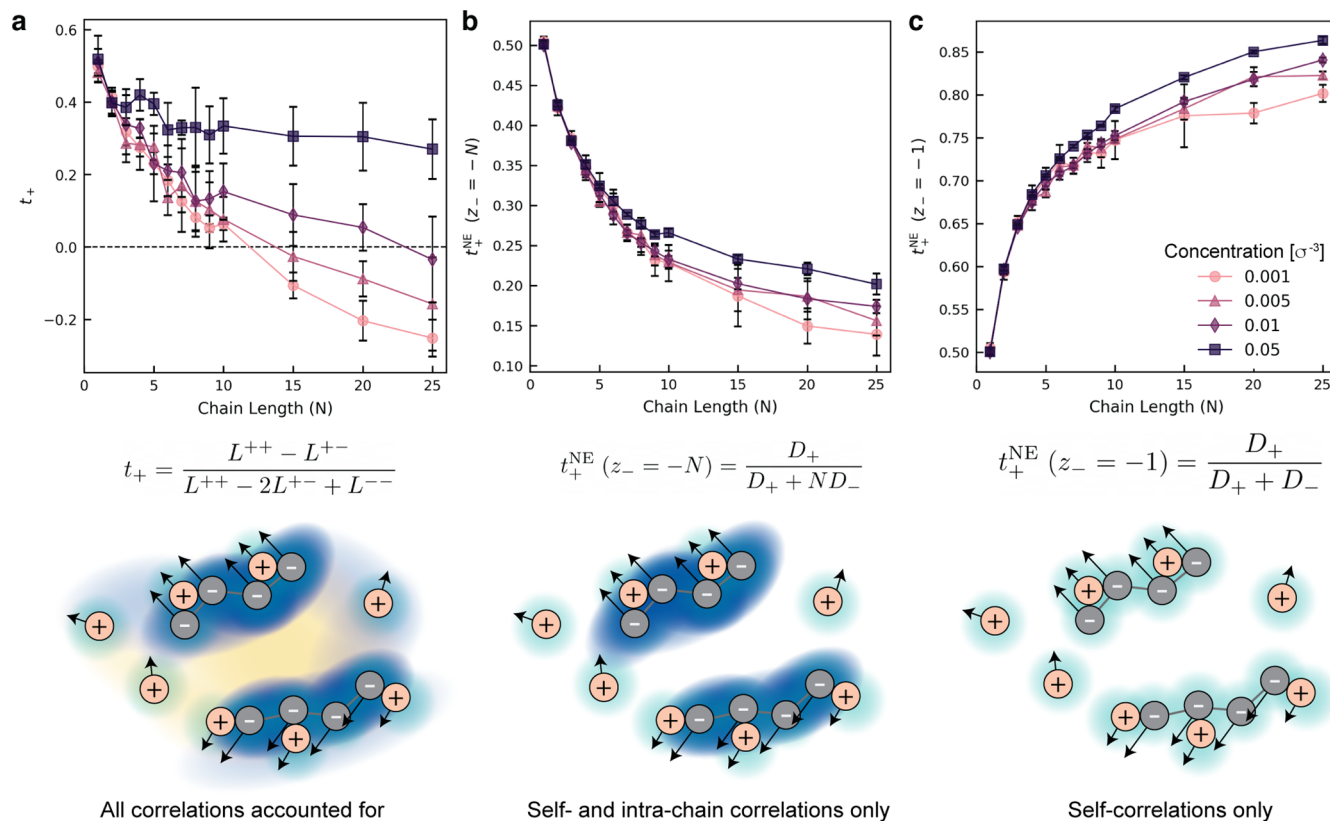 a
b
c
0.6
0.4
0.2
0.0
−0.2
t₊
0
5
10
15
20
25
Chain Length (N)
0.50
0.45
0.40
0.35
0.30
0.25
0.20
0.15
0.10
t₊ᴺᴱ (z₋ = −N)
0
5
10
15
20
25
Chain Length (N)
0.85
0.80
0.75
0.70
0.65
0.60
0.55
0.50
t₊ᴺᴱ (z₋ = −1)
Concentration [σ⁻³]
0.001
0.005
0.01
0.05
0
5
10
15
20
25
Chain Length (N)
t₊ = (L⁺⁺ − L⁺⁻) / (L⁺⁺ − 2L⁺⁻ + L⁻⁻)
t₊ᴺᴱ (z₋ = −N) = D₊ / (D₊ + ND₋)
t₊ᴺᴱ (z₋ = −1) = D₊ / (D₊ + D₋)
All correlations accounted for
Self- and intra-chain correlations only
Self-correlations only